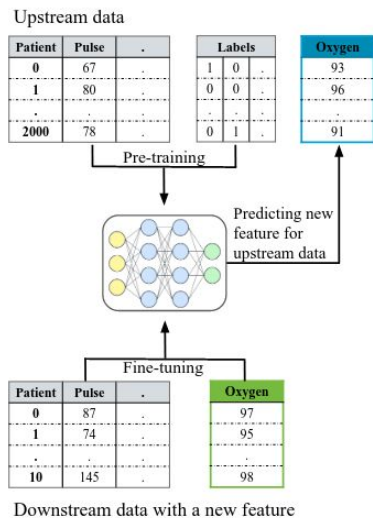 Upstream data
Patient Pulse . Labels Oxygen
0 67 . 1 0 . 93
1 80 . 0 0 . 96
. . . . . . .
2000 78 . 0 1 . 91
Pre-training
Predicting new
feature for
upstream data
Fine-tuning
Patient Pulse . Oxygen
0 87 . 97
1 74 . 95
. . . .
10 145 . 98
Downstream data with a new feature